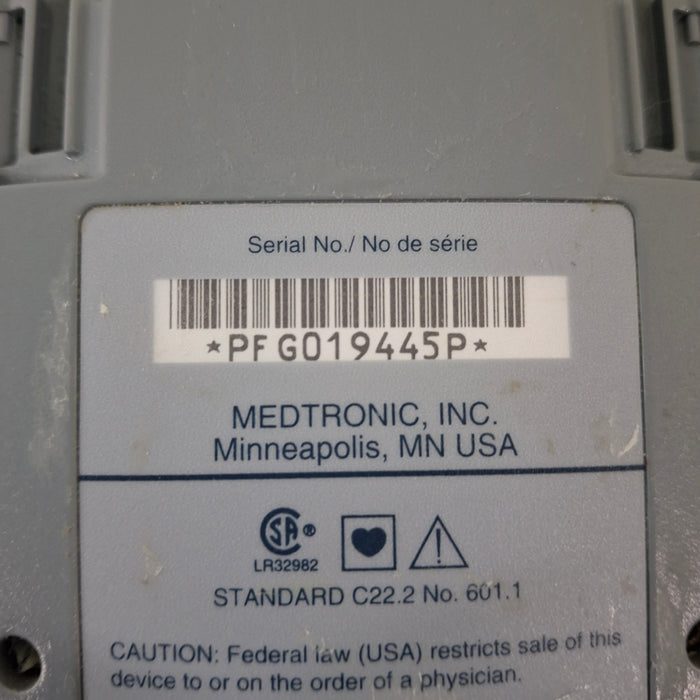 Serial No./ No de série
*PFG019445P*
MEDTRONIC, INC.
Minneapolis, MN USA
SA ®
LR32982
STANDARD C22.2 No. 601.1
CAUTION: Federal law (USA) restricts sale of this
device to or on the order of a physician.